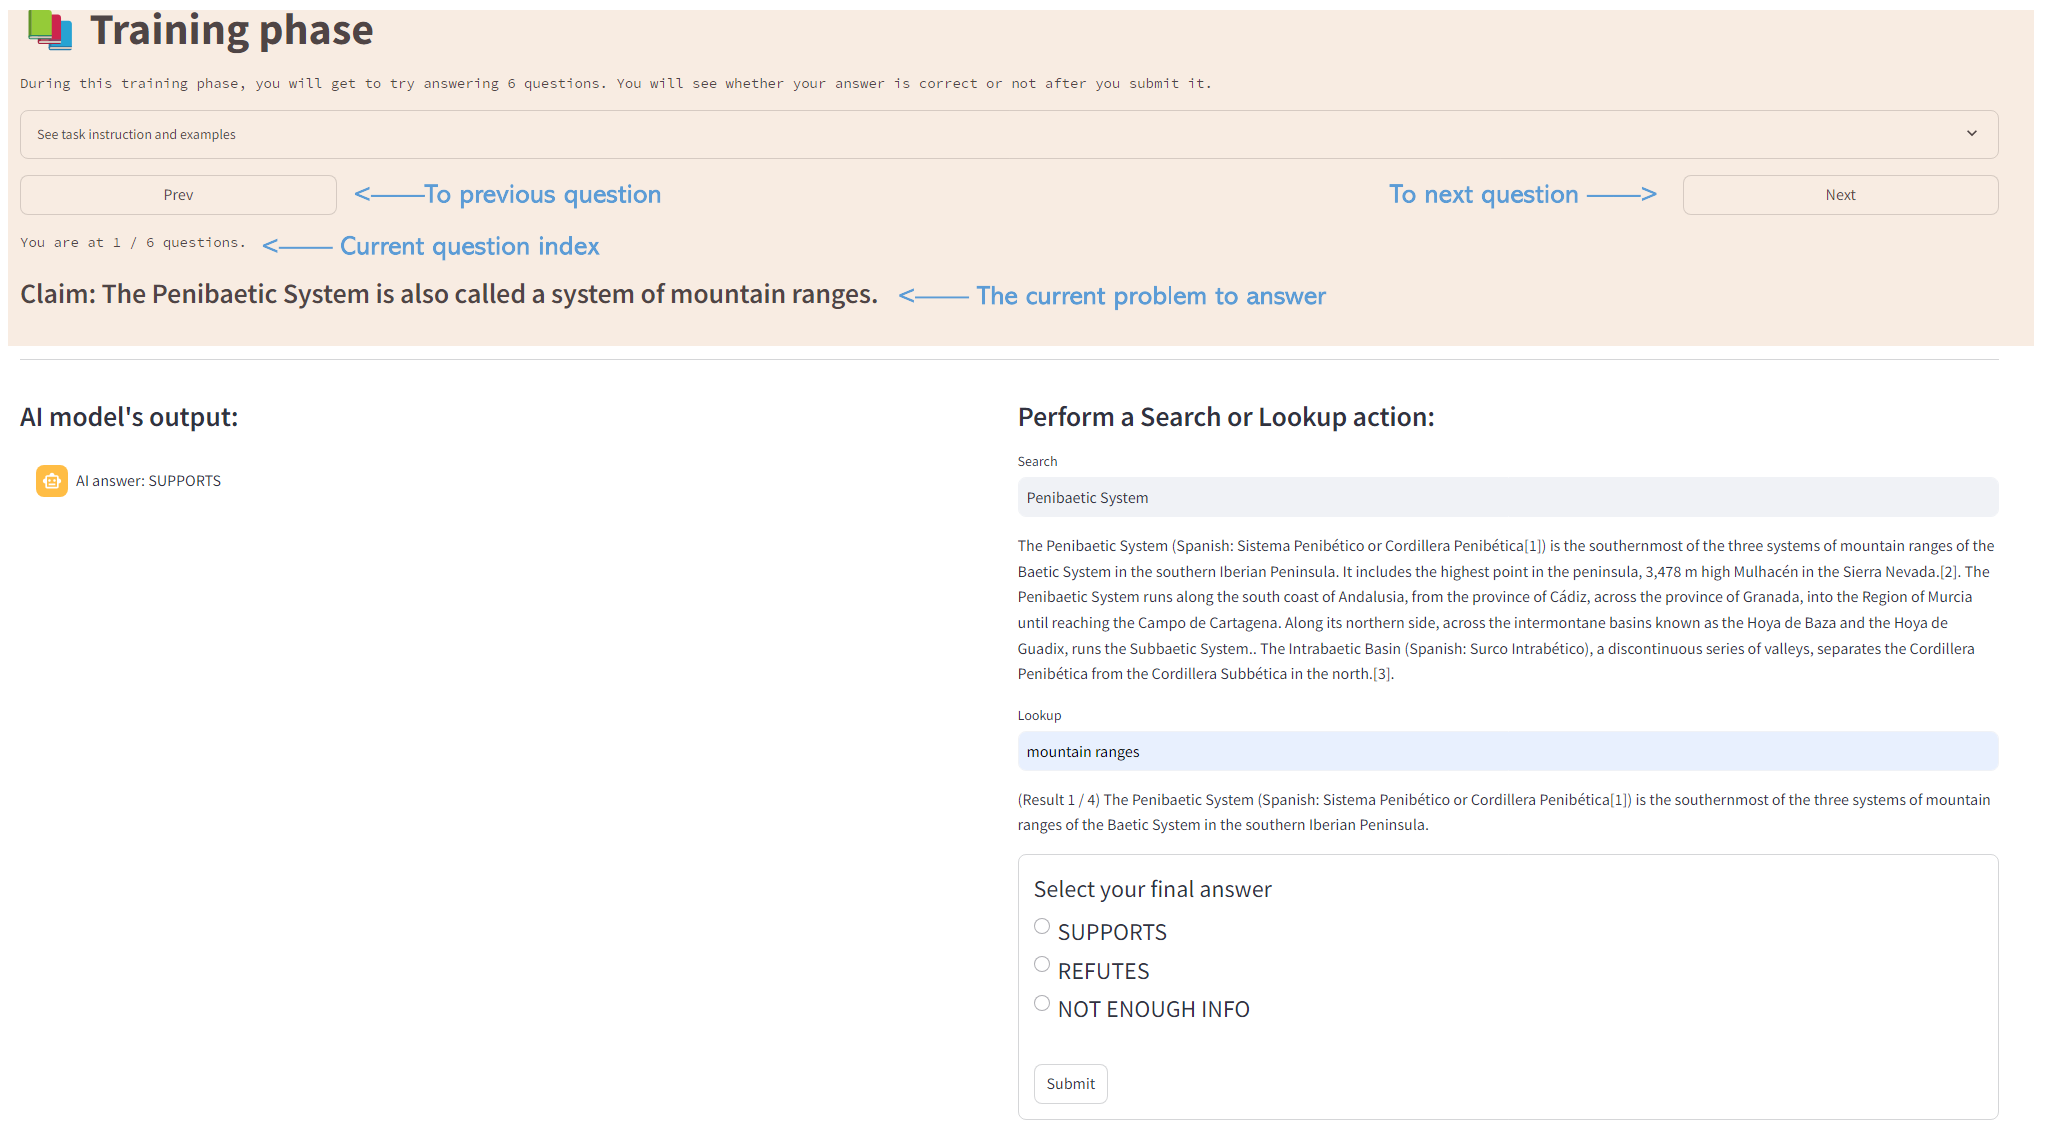 Training phase
During this training phase, you will get to try answering 6 questions. You will see whether your answer is correct or not after you submit it.
See task instruction and examples
Prev
<——To previous question
To next question ——>
Next
You are at 1 / 6 questions.
<—— Current question index
Claim: The Penibaetic System is also called a system of mountain ranges.
<—— The current problem to answer
AI model's output:
AI answer: SUPPORTS
Perform a Search or Lookup action:
Search
Penibaetic System
The Penibaetic System (Spanish: Sistema Penibético or Cordillera Penibética[1]) is the southernmost of the three systems of mountain ranges of the
Baetic System in the southern Iberian Peninsula. It includes the highest point in the peninsula, 3,478 m high Mulhacén in the Sierra Nevada.[2]. The
Penibaetic System runs along the south coast of Andalusia, from the province of Cádiz, across the province of Granada, into the Region of Murcia
until reaching the Campo de Cartagena. Along its northern side, across the intermontane basins known as the Hoya de Baza and the Hoya de
Guadix, runs the Subbaetic System.. The Intrabaetic Basin (Spanish: Surco Intrabético), a discontinuous series of valleys, separates the Cordillera
Penibética from the Cordillera Subbética in the north.[3].
Lookup
mountain ranges
(Result 1 / 4) The Penibaetic System (Spanish: Sistema Penibético or Cordillera Penibética[1]) is the southernmost of the three systems of mountain
ranges of the Baetic System in the southern Iberian Peninsula.
Select your final answer
SUPPORTS
REFUTES
NOT ENOUGH INFO
Submit